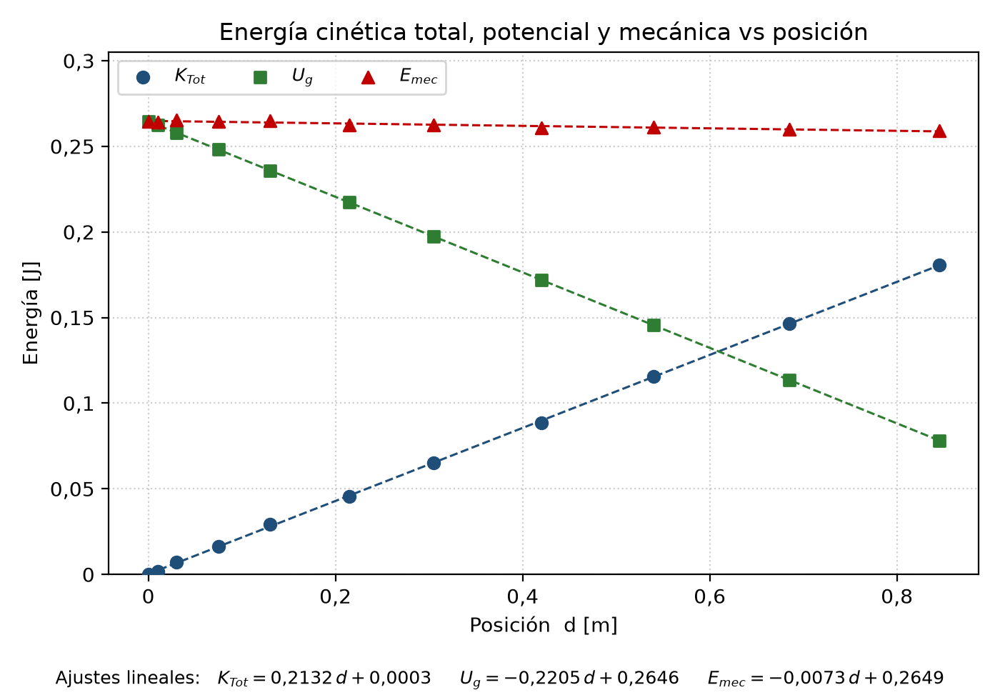 Energía cinética total, potencial y mecánica vs posición
K_Tot U_g E_mec
0,3
0,25
0,2
0,15
0,1
0,05
0
Energía [J]
0 0,2 0,4 0,6 0,8
Posición d [m]
Ajustes lineales: K_Tot = 0,2132 d + 0,0003 U_g = −0,2205 d + 0,2646 E_mec = −0,0073 d + 0,2649